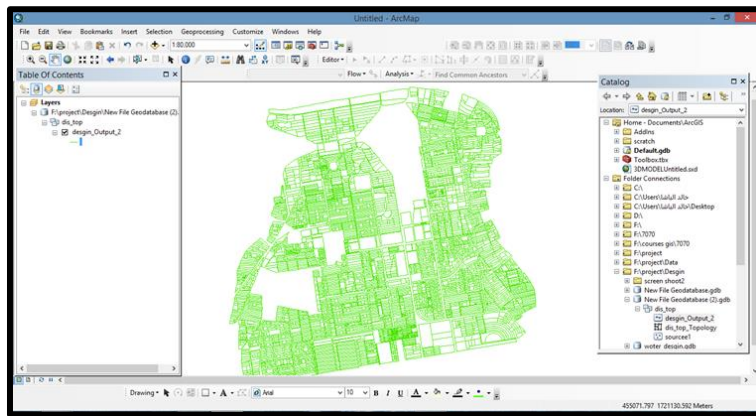 Untitled - ArcMap
File Edit View Bookmarks Insert Selection Geoprocessing Customize Windows Help
1:80,000
Editor
Flow Analysis Find Common Ancestors
Table Of Contents
Layers
F:\project\Desgin\New File Geodatabase (2).
dis_top
desgin_Output_2
Catalog
Location: desgin_Output_2
Home - Documents\ArcGIS
AddIns
scratch
Default.gdb
Toolbox.tbx
3DMODELUntitled.sxd
Folder Connections
C:\
C:\Users\
C:\Users\ \Desktop
D:\
F:\
F:\7070
F:\courses gis\7070
F:\project
F:\project\Data
F:\project\Desgin
screen shoot2
New File Geodatabase.gdb
New File Geodatabase (2).gdb
dis_top
desgin_Output_2
dis_top_Topology
sourcee1
woter_desgin.gdb
Drawing Arial 10 B I U A
455071.797 1721130.592 Meters